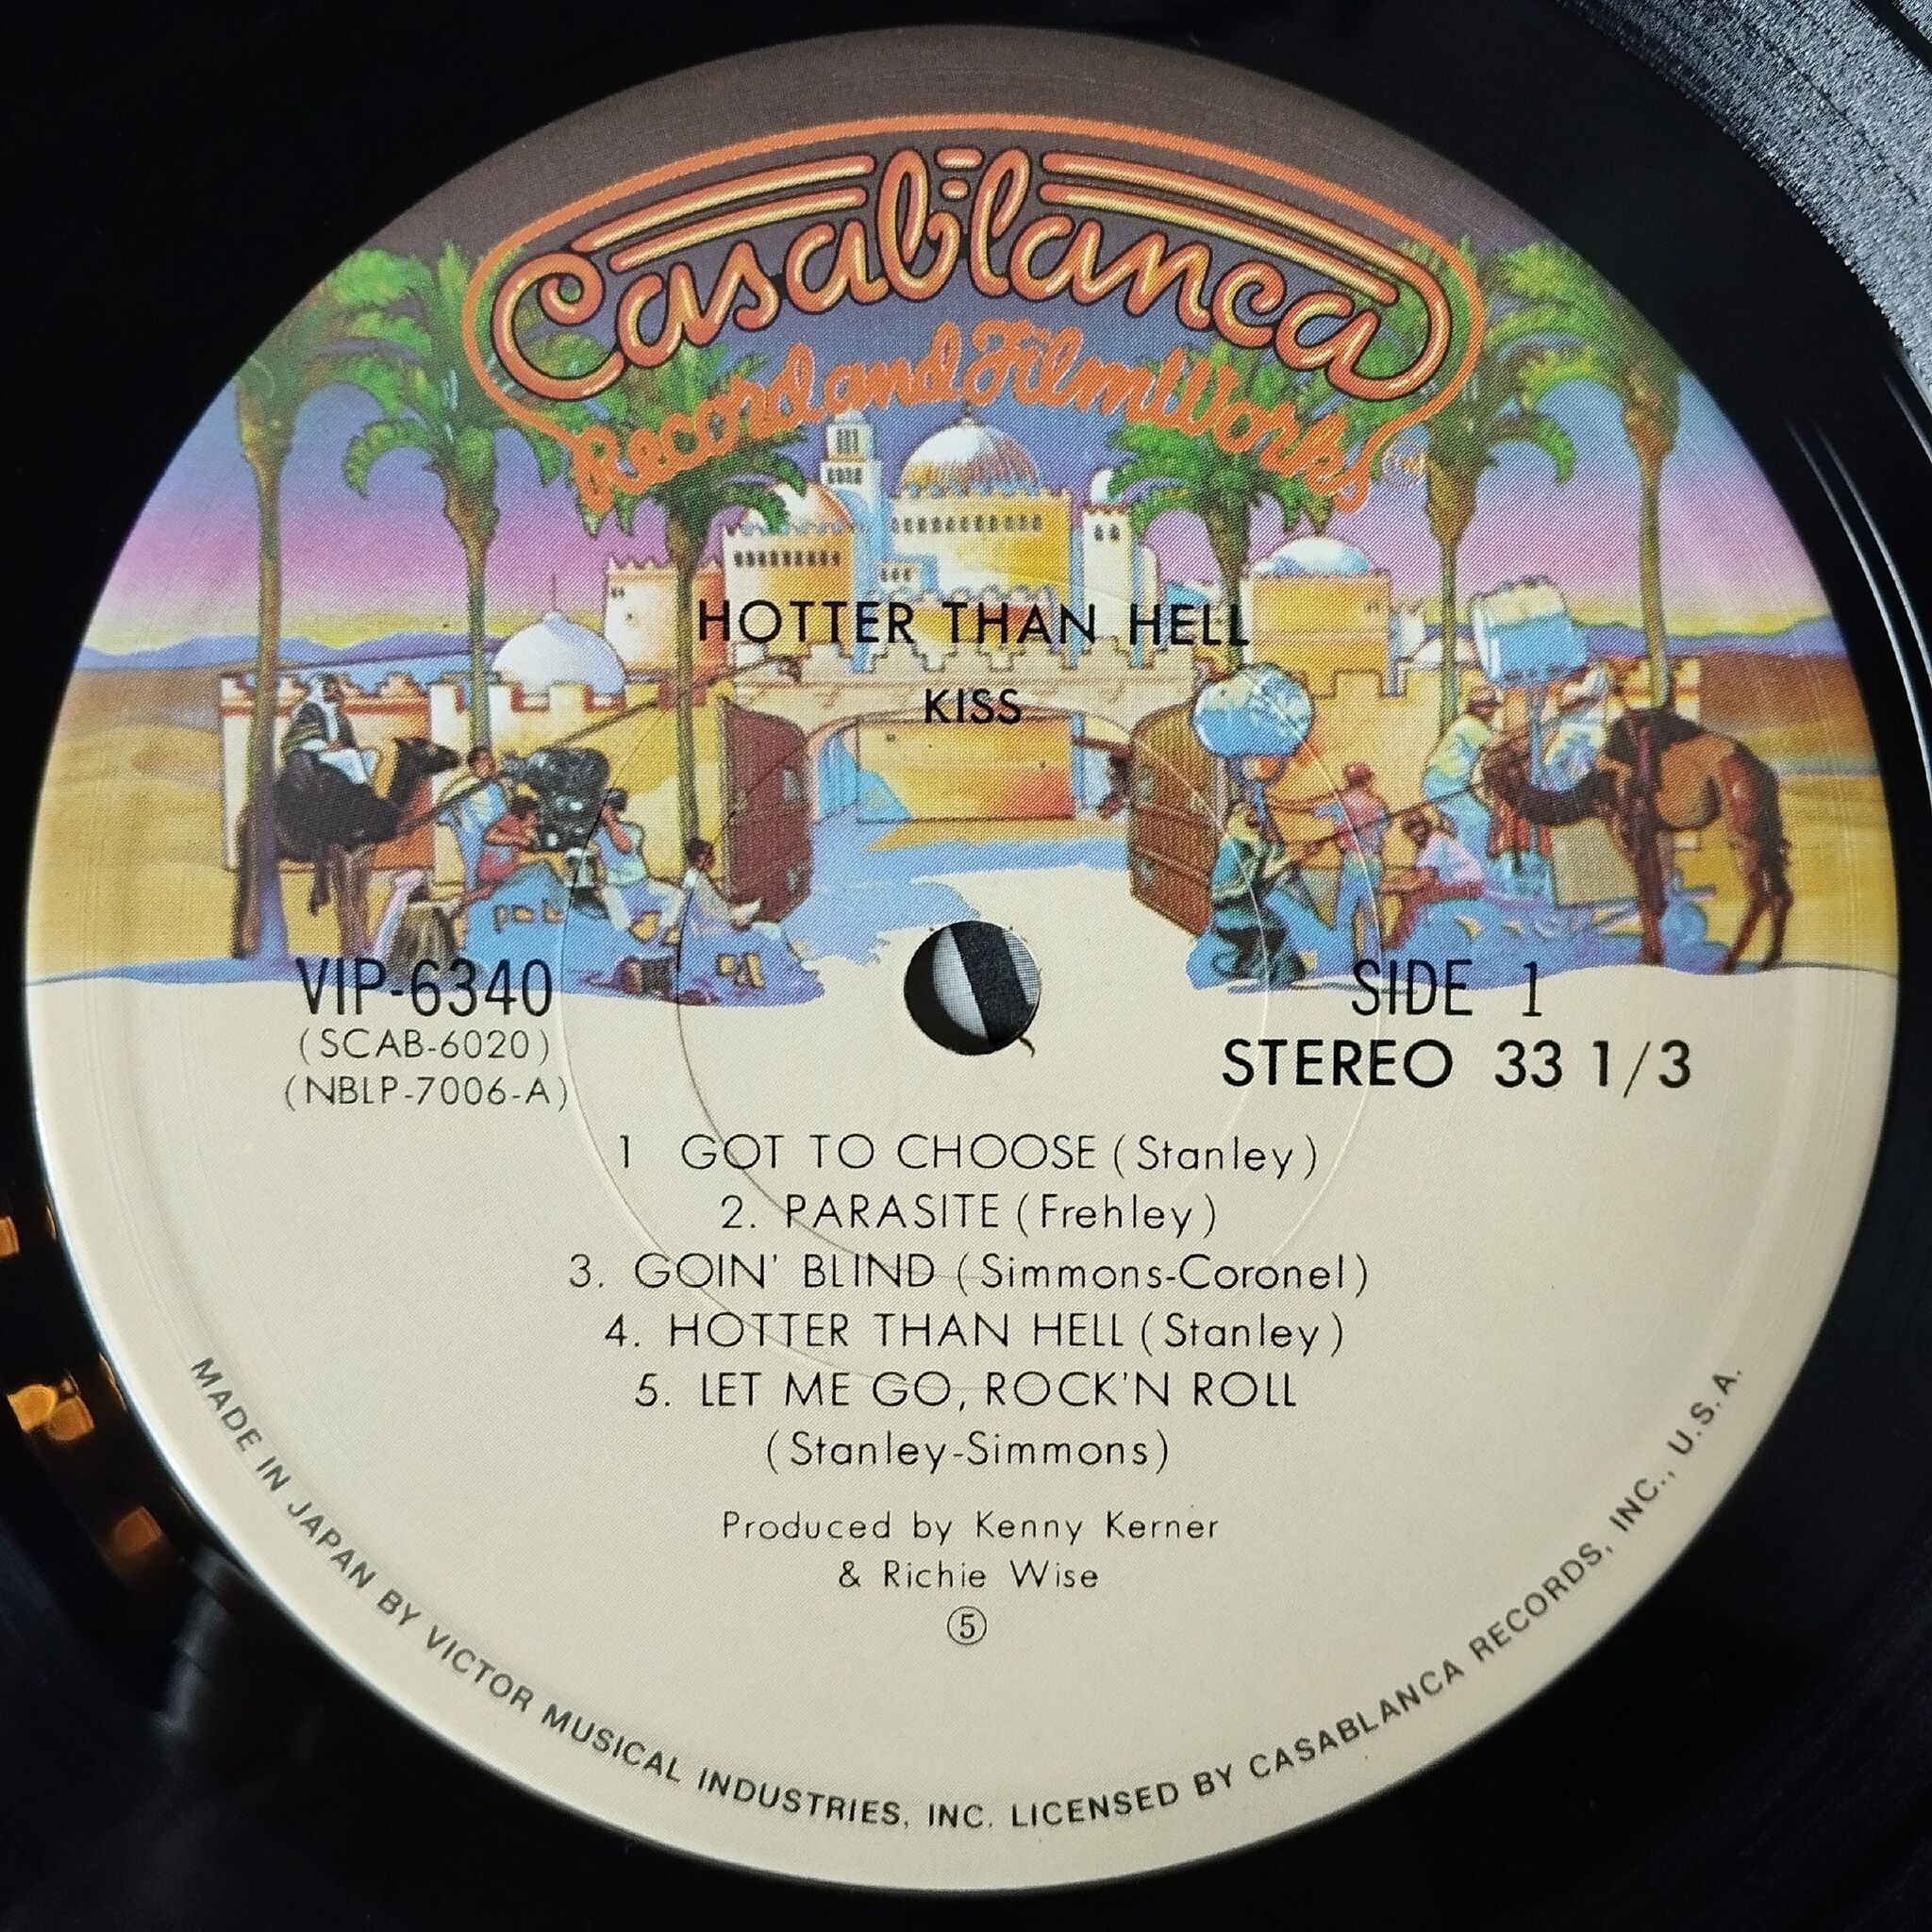 Casablanca
Record and FilmWorks
HOTTER THAN HELL
KISS
VIP-6340
(SCAB-6020)
(NBLP-7006-A)
SIDE 1
STEREO 33 1/3
1 GOT TO CHOOSE (Stanley)
2. PARASITE (Frehley)
3. GOIN' BLIND (Simmons-Coronel)
4. HOTTER THAN HELL (Stanley)
5. LET ME GO, ROCK'N ROLL
(Stanley-Simmons)
Produced by Kenny Kerner
& Richie Wise
⑤
MADE IN JAPAN BY VICTOR MUSICAL INDUSTRIES, INC. LICENSED BY CASABLANCA RECORDS, INC., U.S.A.